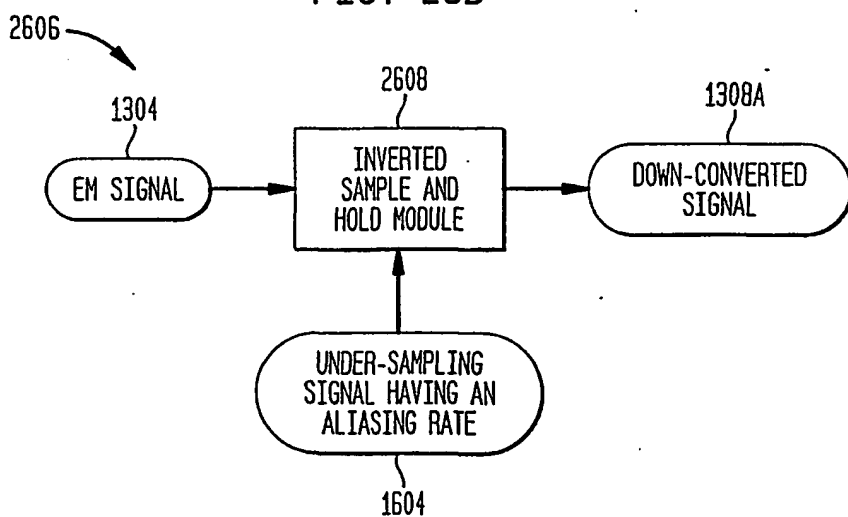 2606
1304
2608
1308A
EM SIGNAL
INVERTED
SAMPLE AND
HOLD MODULE
DOWN-CONVERTED
SIGNAL
UNDER-SAMPLING
SIGNAL HAVING AN
ALIASING RATE
1604